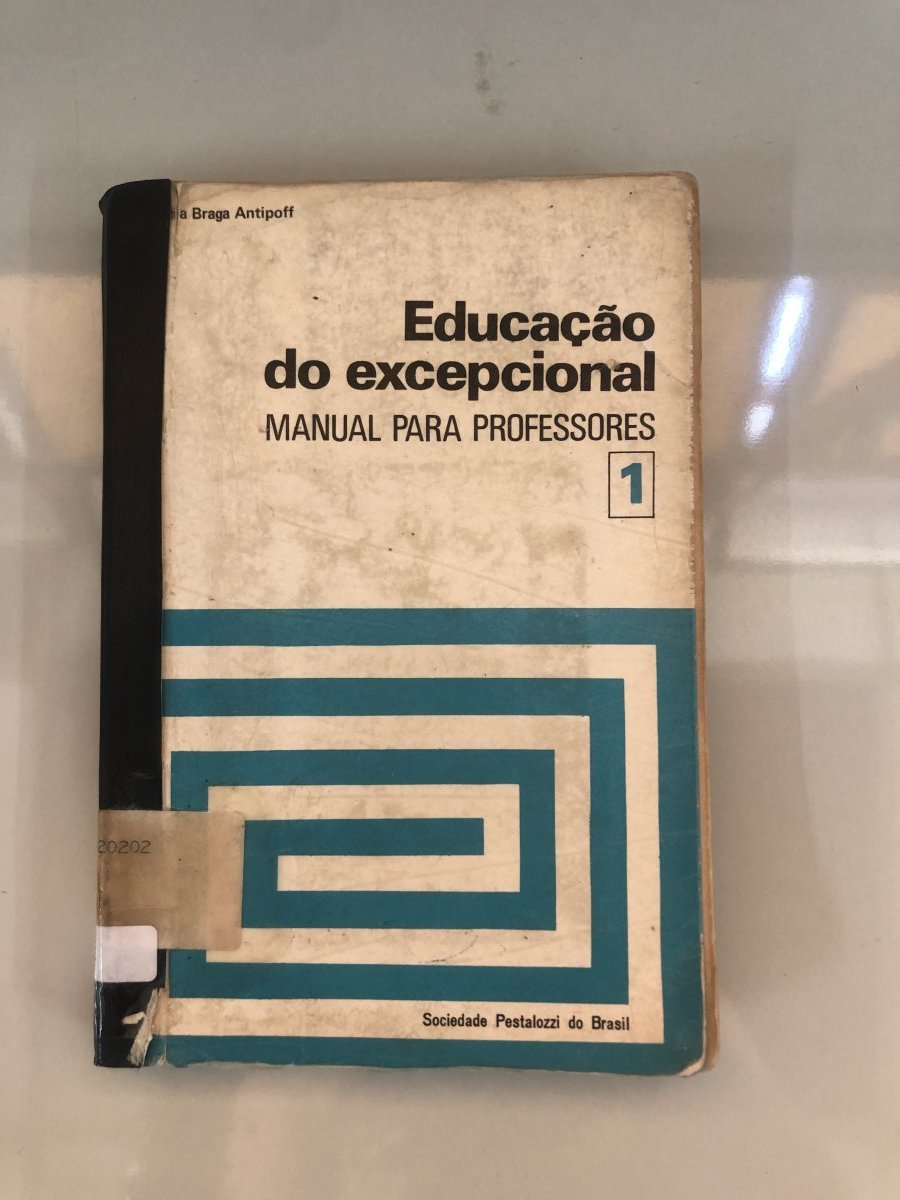 a Braga Antipoff
Educação
do excepcional
MANUAL PARA PROFESSORES
1
20202
Sociedade Pestalozzi do Brasil